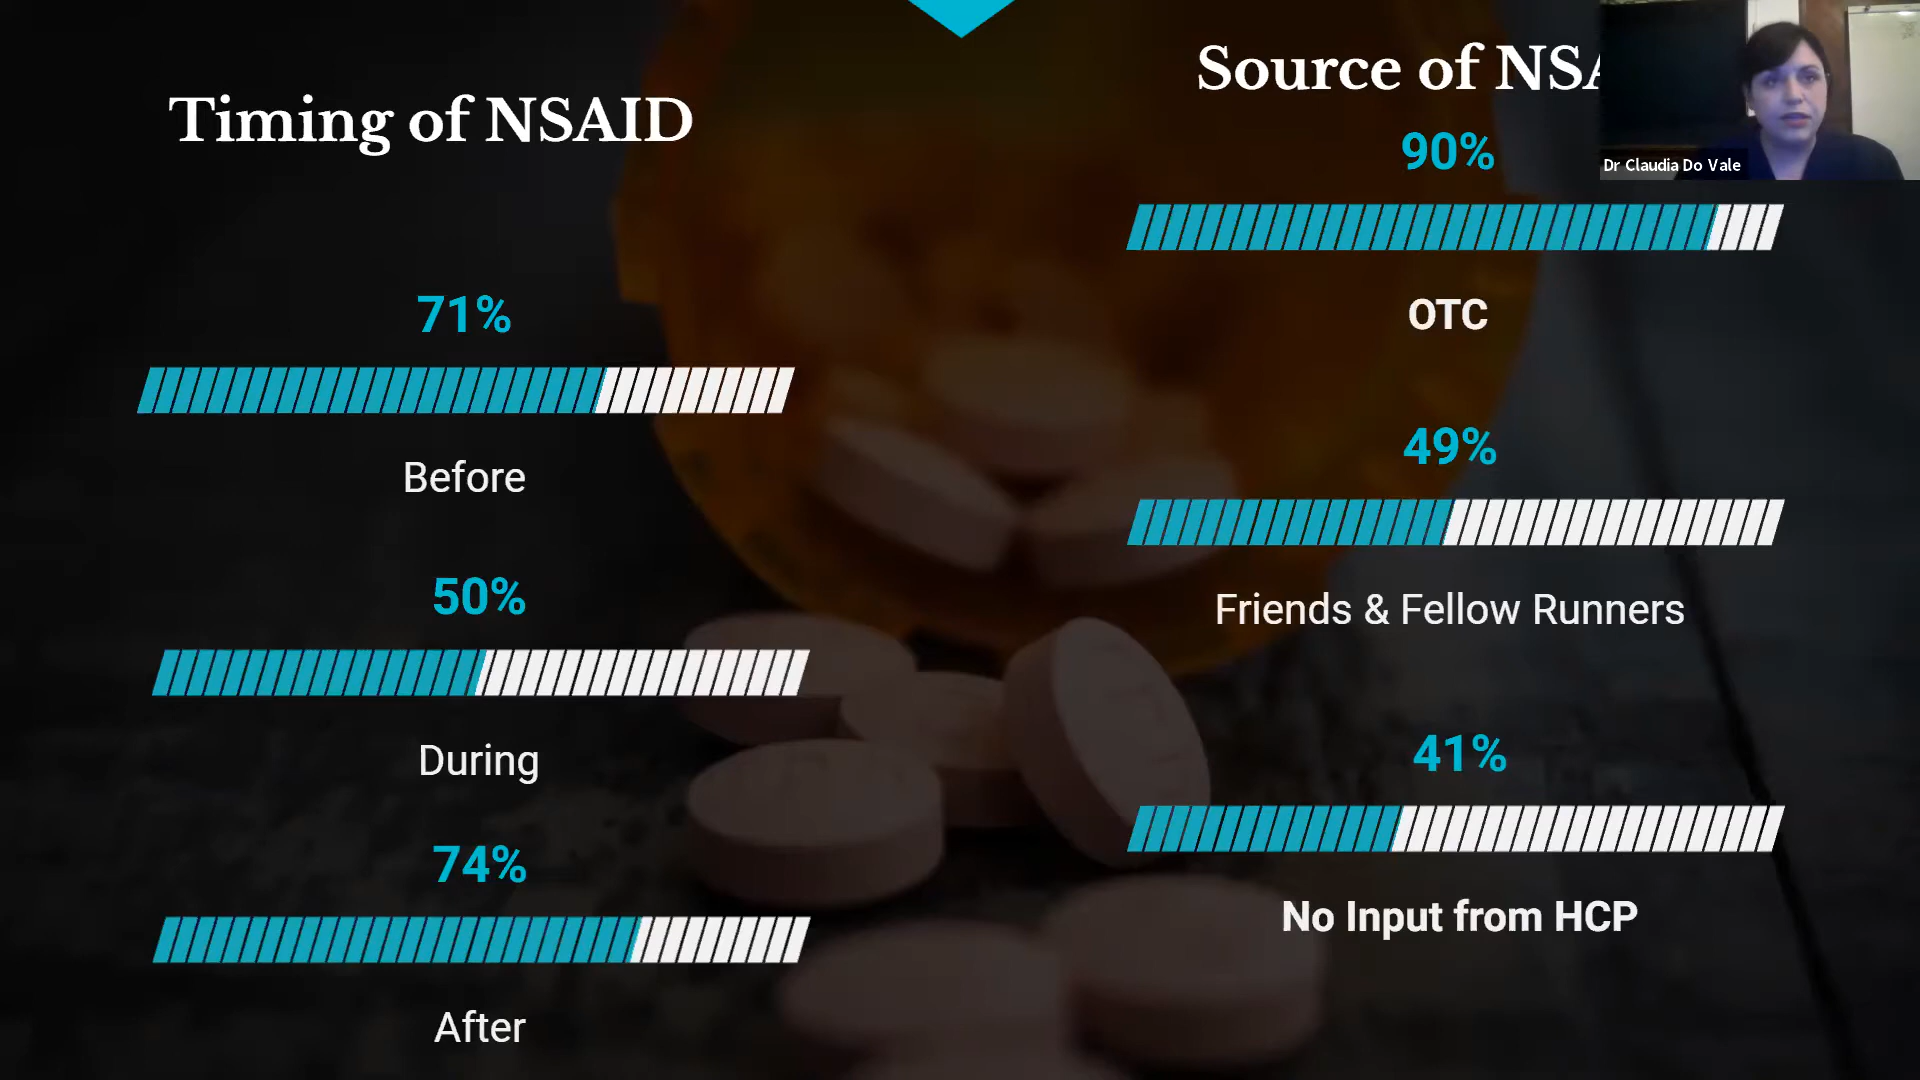 Timing of NSAID
71%
Before
50%
During
74%
After
Source of
90%
OTC
49%
Friends & Fellow Runners
41%
No Input from HCP
Dr Claudia Do Vale